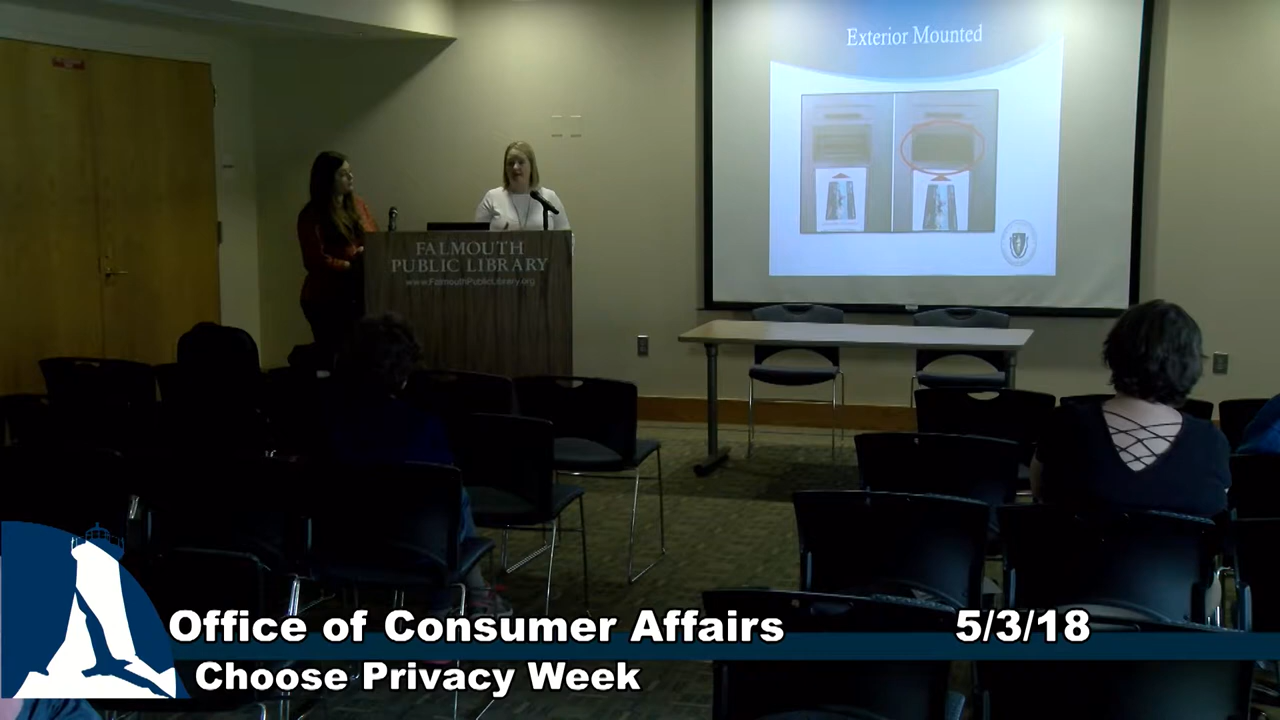 Exterior Mounted
FALMOUTH
PUBLIC LIBRARY
www.FalmouthPublicLibrary.org
Office of Consumer Affairs
5/3/18
Choose Privacy Week